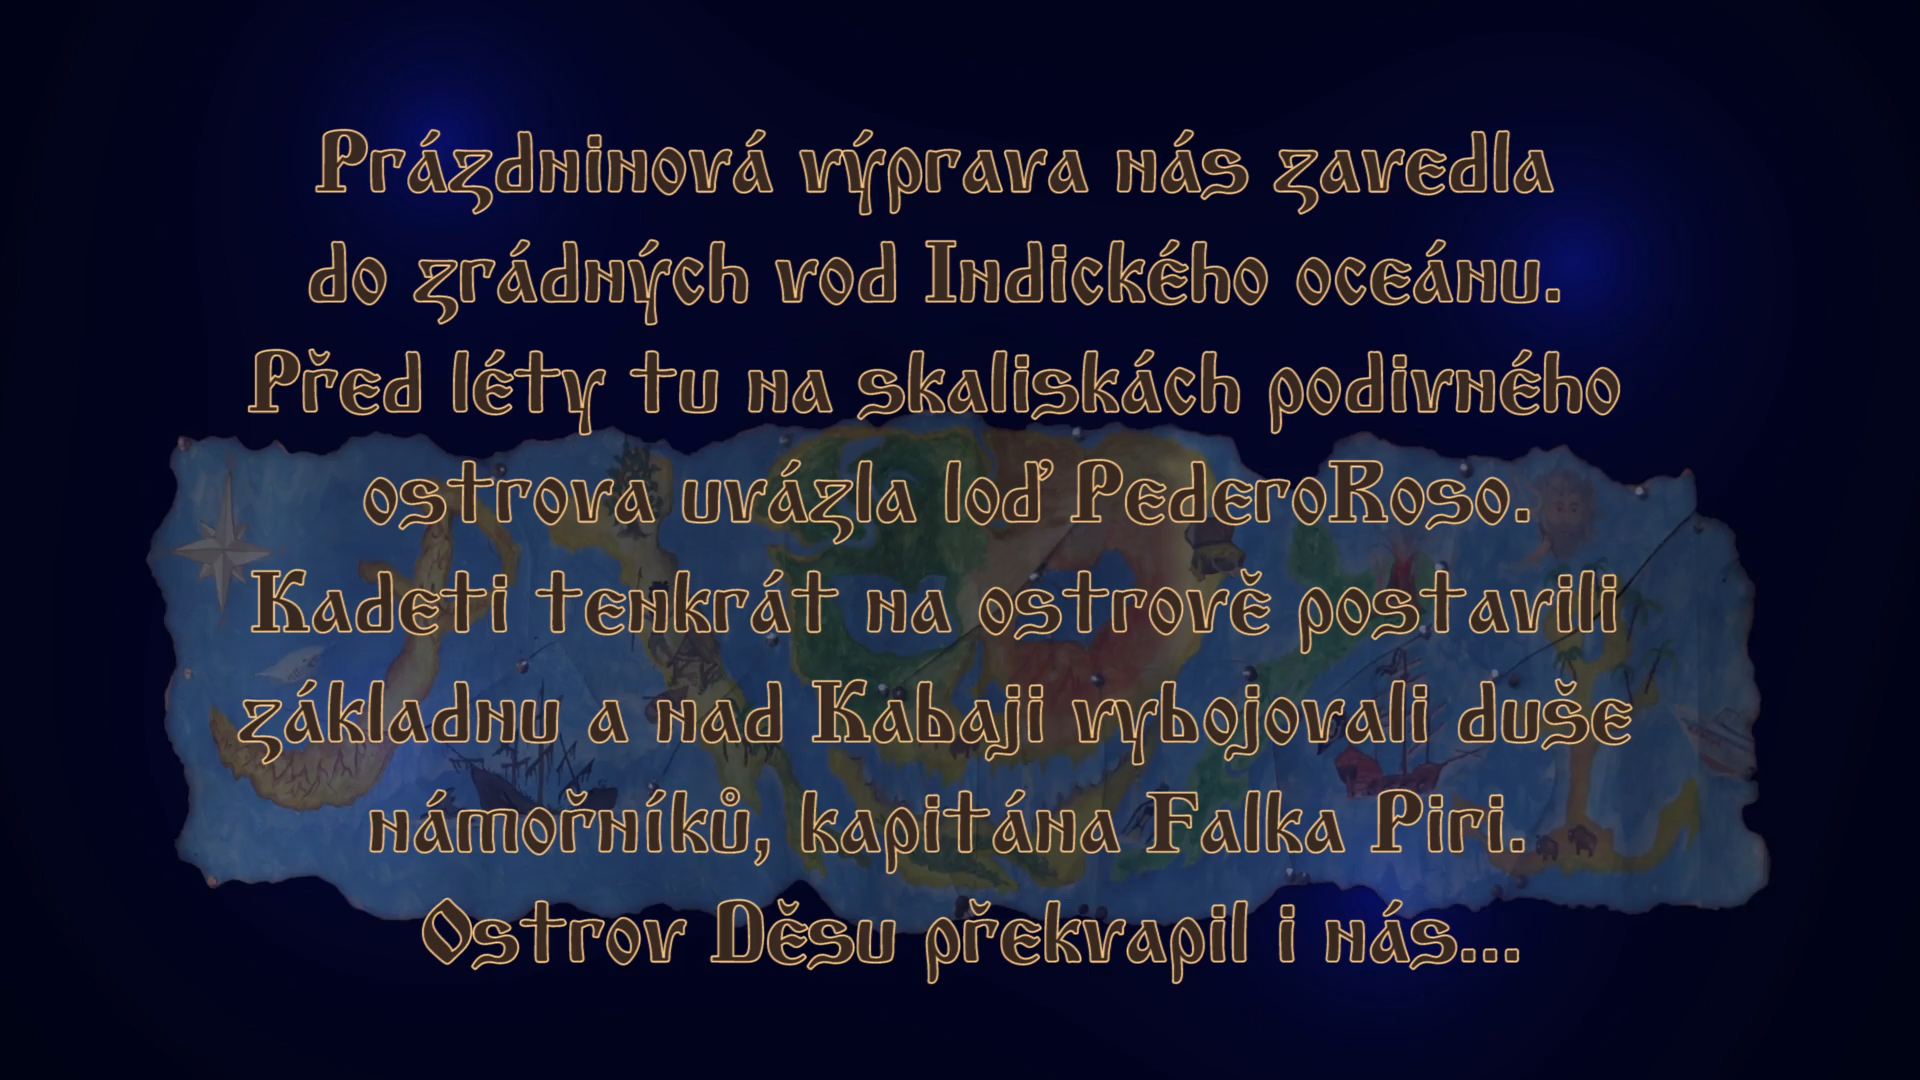 Prázdninová výprava nás zavedla
do zrádných vod Indického oceánu.
Před léty tu na skaliskách podivného
ostrova uvázla loď PederoRoso.
Kadeti tenkrát na ostrově postavili
základnu a nad Kabaji vybojovali duše
námořníků, kapitána Falka Piri.
Ostrov Děsu překvapil i nás...